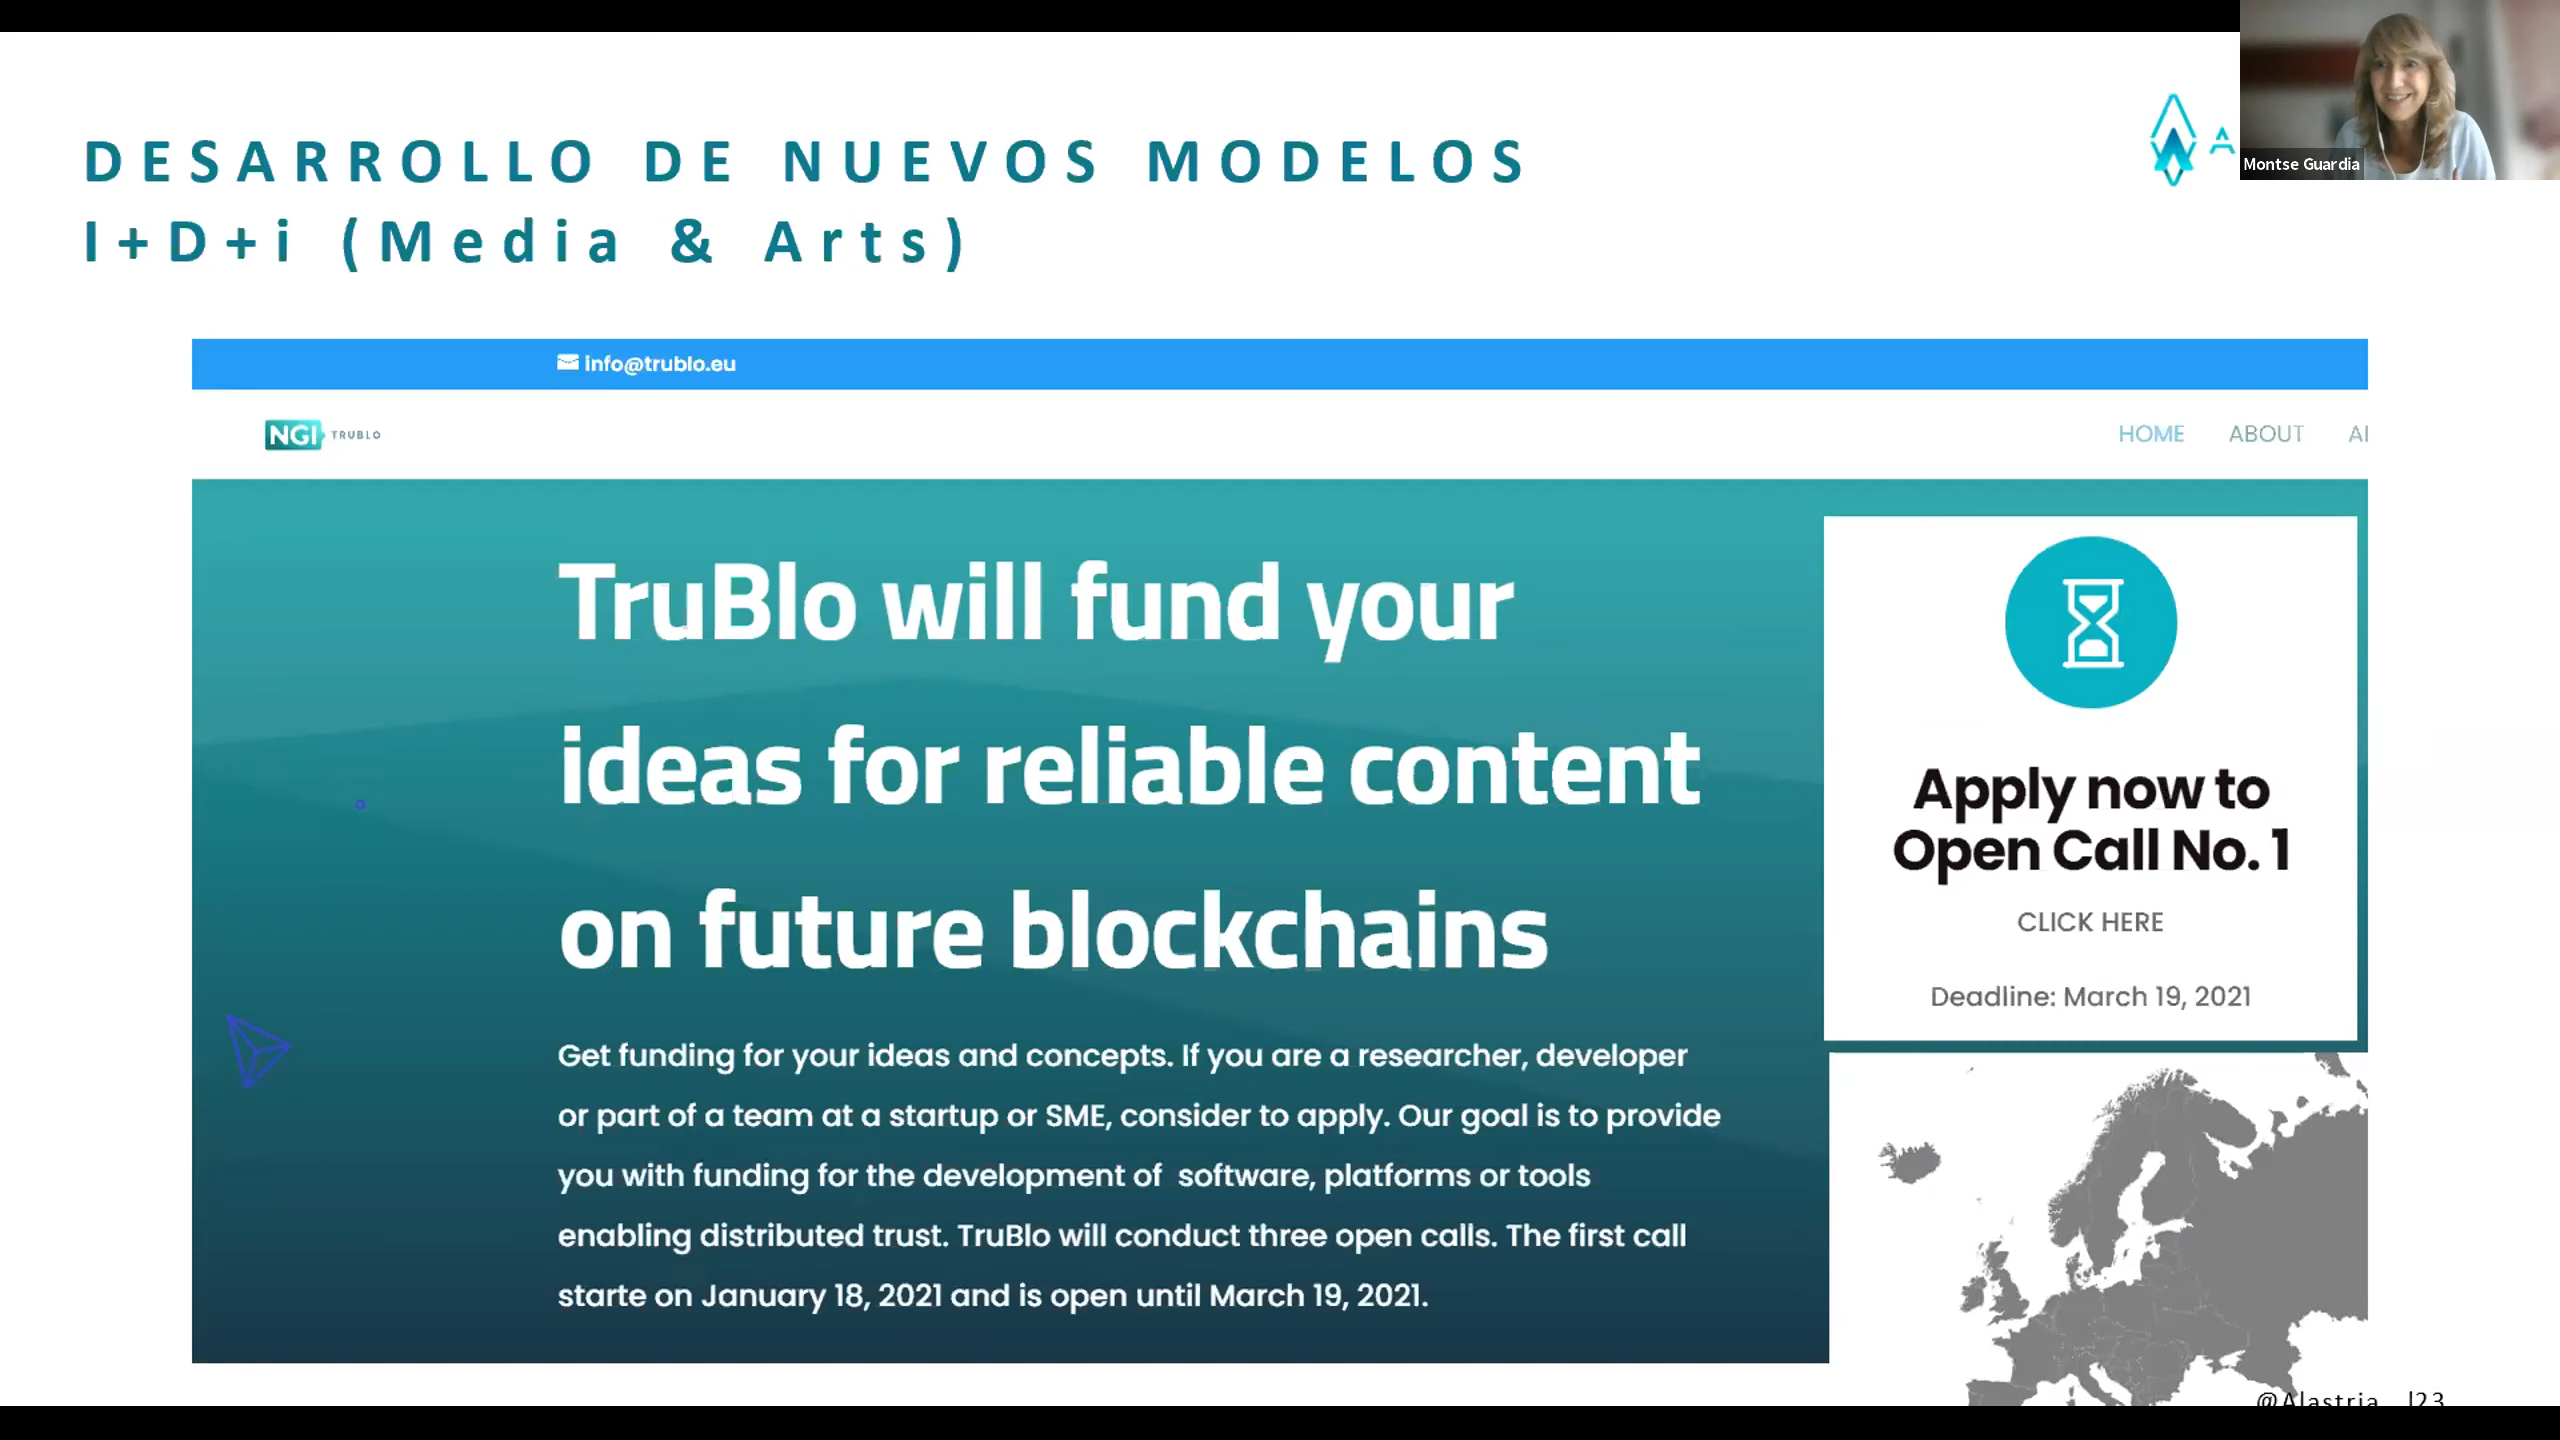 DESARROLLO DE NUEVOS MODELOS
I+D+i (Media & Arts)
A
Montse Guardia
info@trublo.eu
NGI TRUBLO
HOME ABOUT
TruBlo will fund your
ideas for reliable content
on future blockchains
Get funding for your ideas and concepts. If you are a researcher, developer
or part of a team at a startup or SME, consider to apply. Our goal is to provide
you with funding for the development of  software, platforms or tools
enabling distributed trust. TruBlo will conduct three open calls. The first call
starte on January 18, 2021 and is open until March 19, 2021.
Apply now to
Open Call No. 1
CLICK HERE
Deadline: March 19, 2021
@Alastria |23